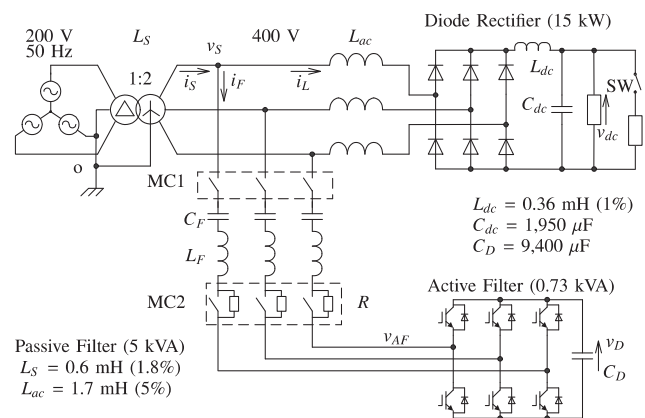 Diode Rectifier (15 kW)
200 V
50 Hz
L_S
v_S
400 V
L_ac
1:2
i_S
i_F
i_L
L_dc
C_dc
v_dc
SW
o
MC1
C_F
L_F
L_dc = 0.36 mH (1%)
C_dc = 1,950 μF
C_D = 9,400 μF
MC2
R
Active Filter (0.73 kVA)
v_AF
v_D
C_D
Passive Filter (5 kVA)
L_S = 0.6 mH (1.8%)
L_ac = 1.7 mH (5%)